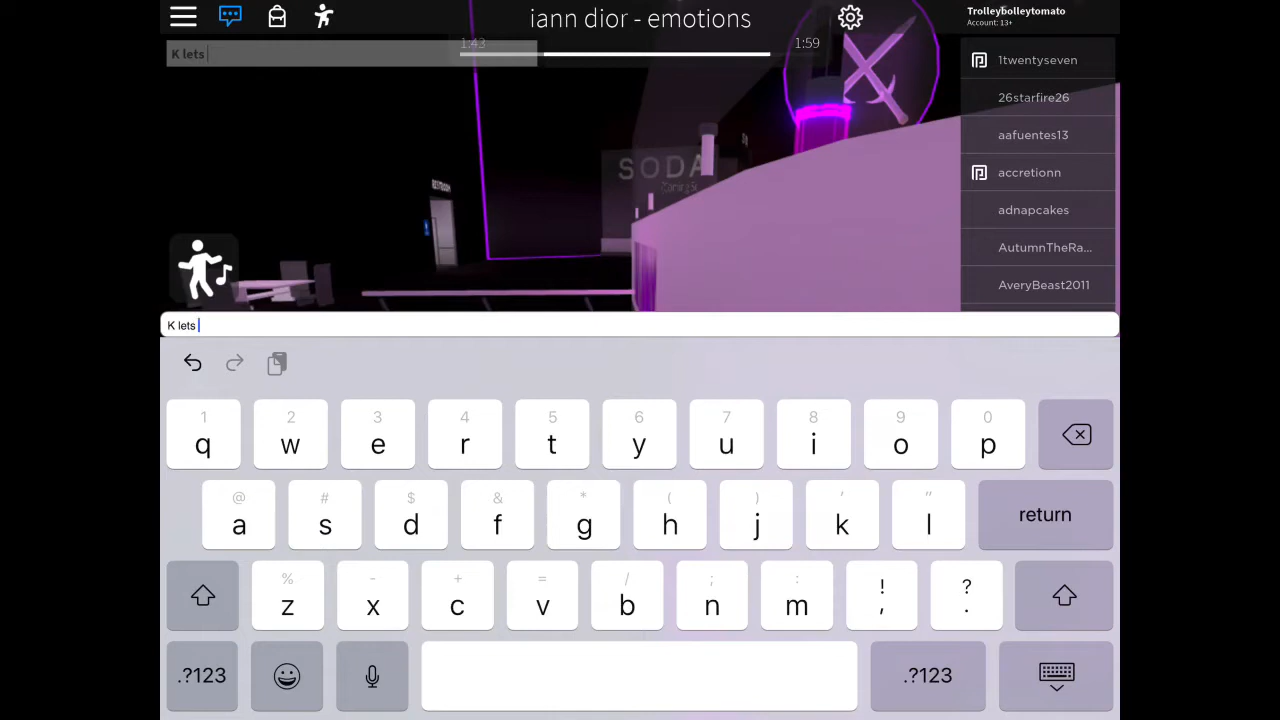 iann dior - emotions
Trolleybolleytomato
Account: 13+
K lets
1:43
1:59
1twentyseven
26starfire26
aafuentes13
SODA
accretionn
adnapcakes
AutumnTheRa...
AveryBeast2011
K lets
1 2 3 4 5 6 7 8 9 0
q w e r t y u i o p
@ # $ & * ( ) ' "
a s d f g h j k l return
% - + = / ; : ! ?
z x c v b n m , .
.?123 .?123